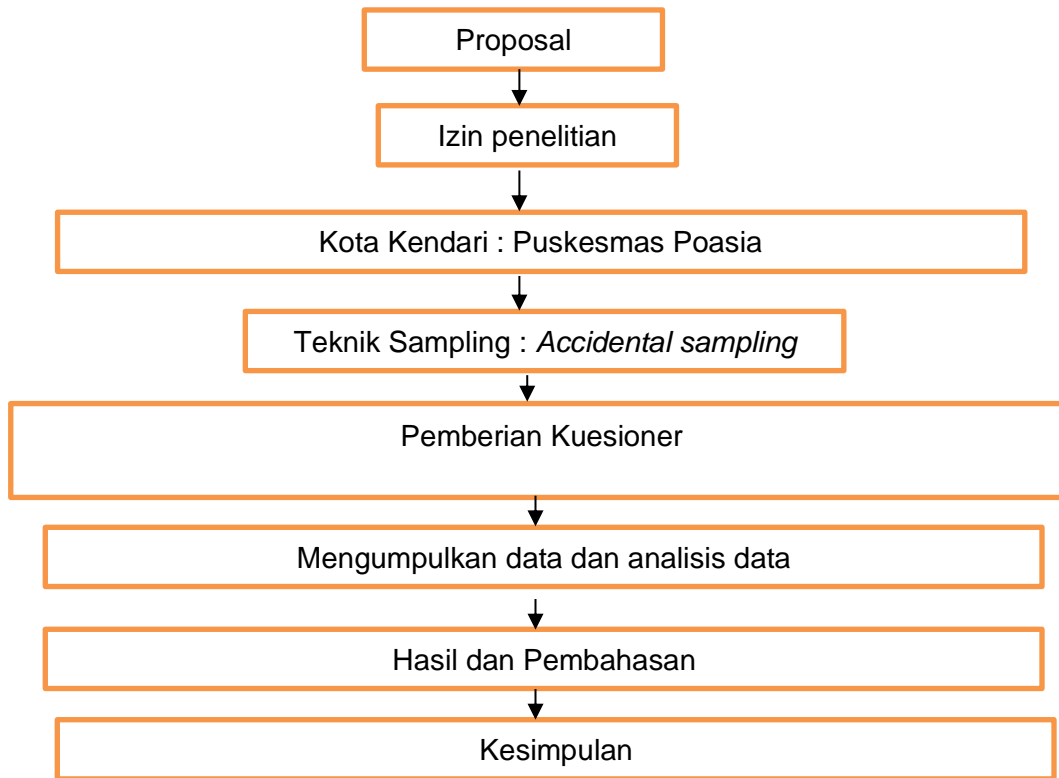 Proposal
Izin penelitian
Kota Kendari : Puskesmas Poasia
Teknik Sampling : Accidental sampling
Pemberian Kuesioner
Mengumpulkan data dan analisis data
Hasil dan Pembahasan
Kesimpulan